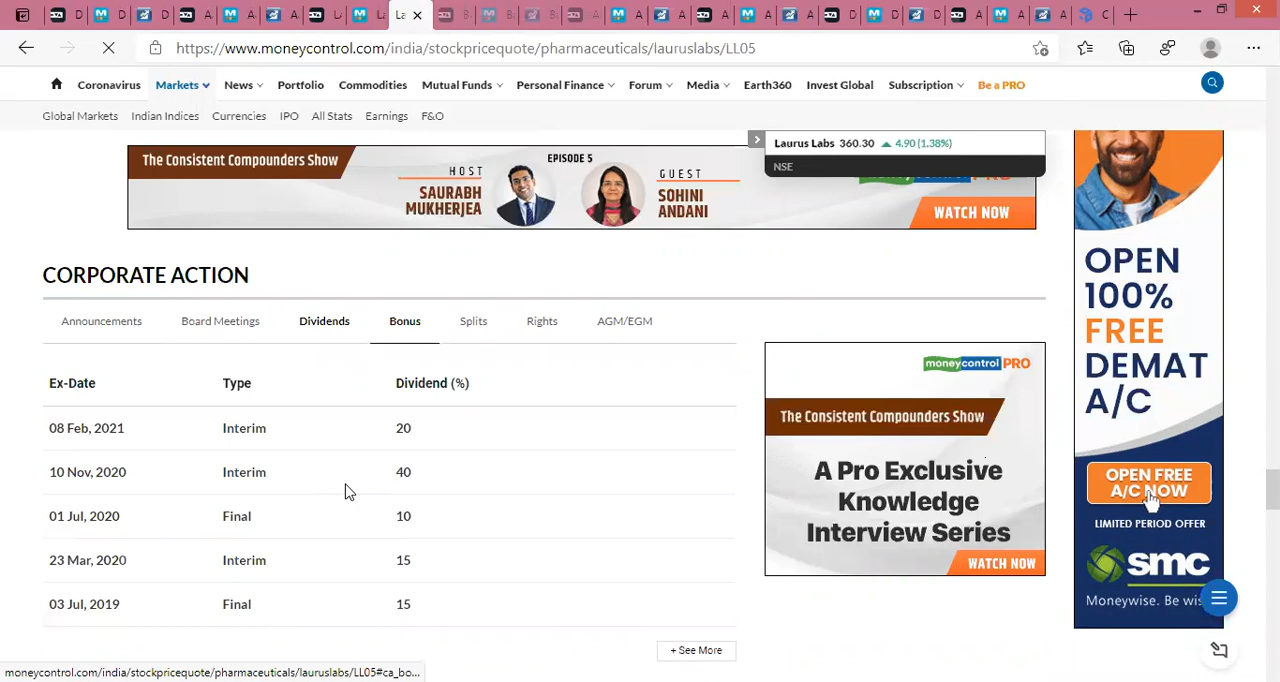 D
D
D
A
A
A
L
La
La
A
A
A
A
A
A
D
D
D
A
A
A
C
https://www.moneycontrol.com/india/stockpricequote/pharmaceuticals/lauruslabs/LL05
Coronavirus Markets News Portfolio Commodities Mutual Funds Personal Finance Forum Media Earth360 Invest Global Subscription Be a PRO
Global Markets Indian Indices Currencies IPO All Stats Earnings F&O
The Consistent Compounders Show
EPISODE 5
HOST
SAURABH
MUKHERJEA
GUEST
SOHINI
ANDANI
WATCH NOW
Laurus Labs 360.30 4.90 (1.38%)
NSE
CORPORATE ACTION
Announcements Board Meetings Dividends Bonus Splits Rights AGM/EGM
Ex-Date Type Dividend (%)
08 Feb, 2021 Interim 20
10 Nov, 2020 Interim 40
01 Jul, 2020 Final 10
23 Mar, 2020 Interim 15
03 Jul, 2019 Final 15
+ See More
moneycontrol PRO
The Consistent Compounders Show
A Pro Exclusive
Knowledge
Interview Series
WATCH NOW
OPEN
100%
FREE
DEMAT
A/C
OPEN FREE
A/C NOW
LIMITED PERIOD OFFER
smc
Moneywise. Be wis
moneycontrol.com/india/stockpricequote/pharmaceuticals/lauruslabs/LL05#ca_bo...